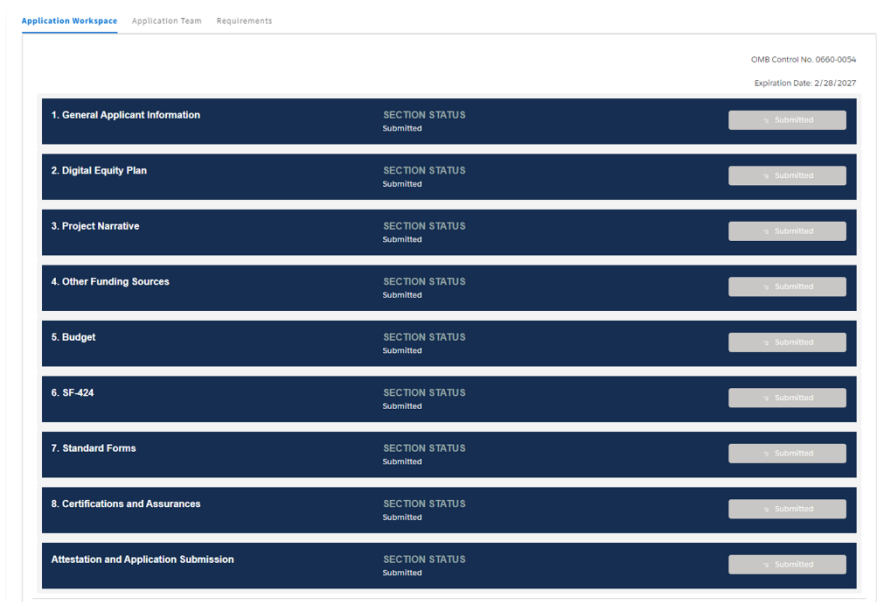 Application Workspace Application Team Requirements
OMB Control No. 0660-0054
Expiration Date: 2/28/2027
1. General Applicant Information SECTION STATUS
Submitted
Submitted
2. Digital Equity Plan SECTION STATUS
Submitted
Submitted
3. Project Narrative SECTION STATUS
Submitted
Submitted
4. Other Funding Sources SECTION STATUS
Submitted
Submitted
5. Budget SECTION STATUS
Submitted
Submitted
6. SF-424 SECTION STATUS
Submitted
Submitted
7. Standard Forms SECTION STATUS
Submitted
Submitted
8. Certifications and Assurances SECTION STATUS
Submitted
Submitted
Attestation and Application Submission SECTION STATUS
Submitted
Submitted